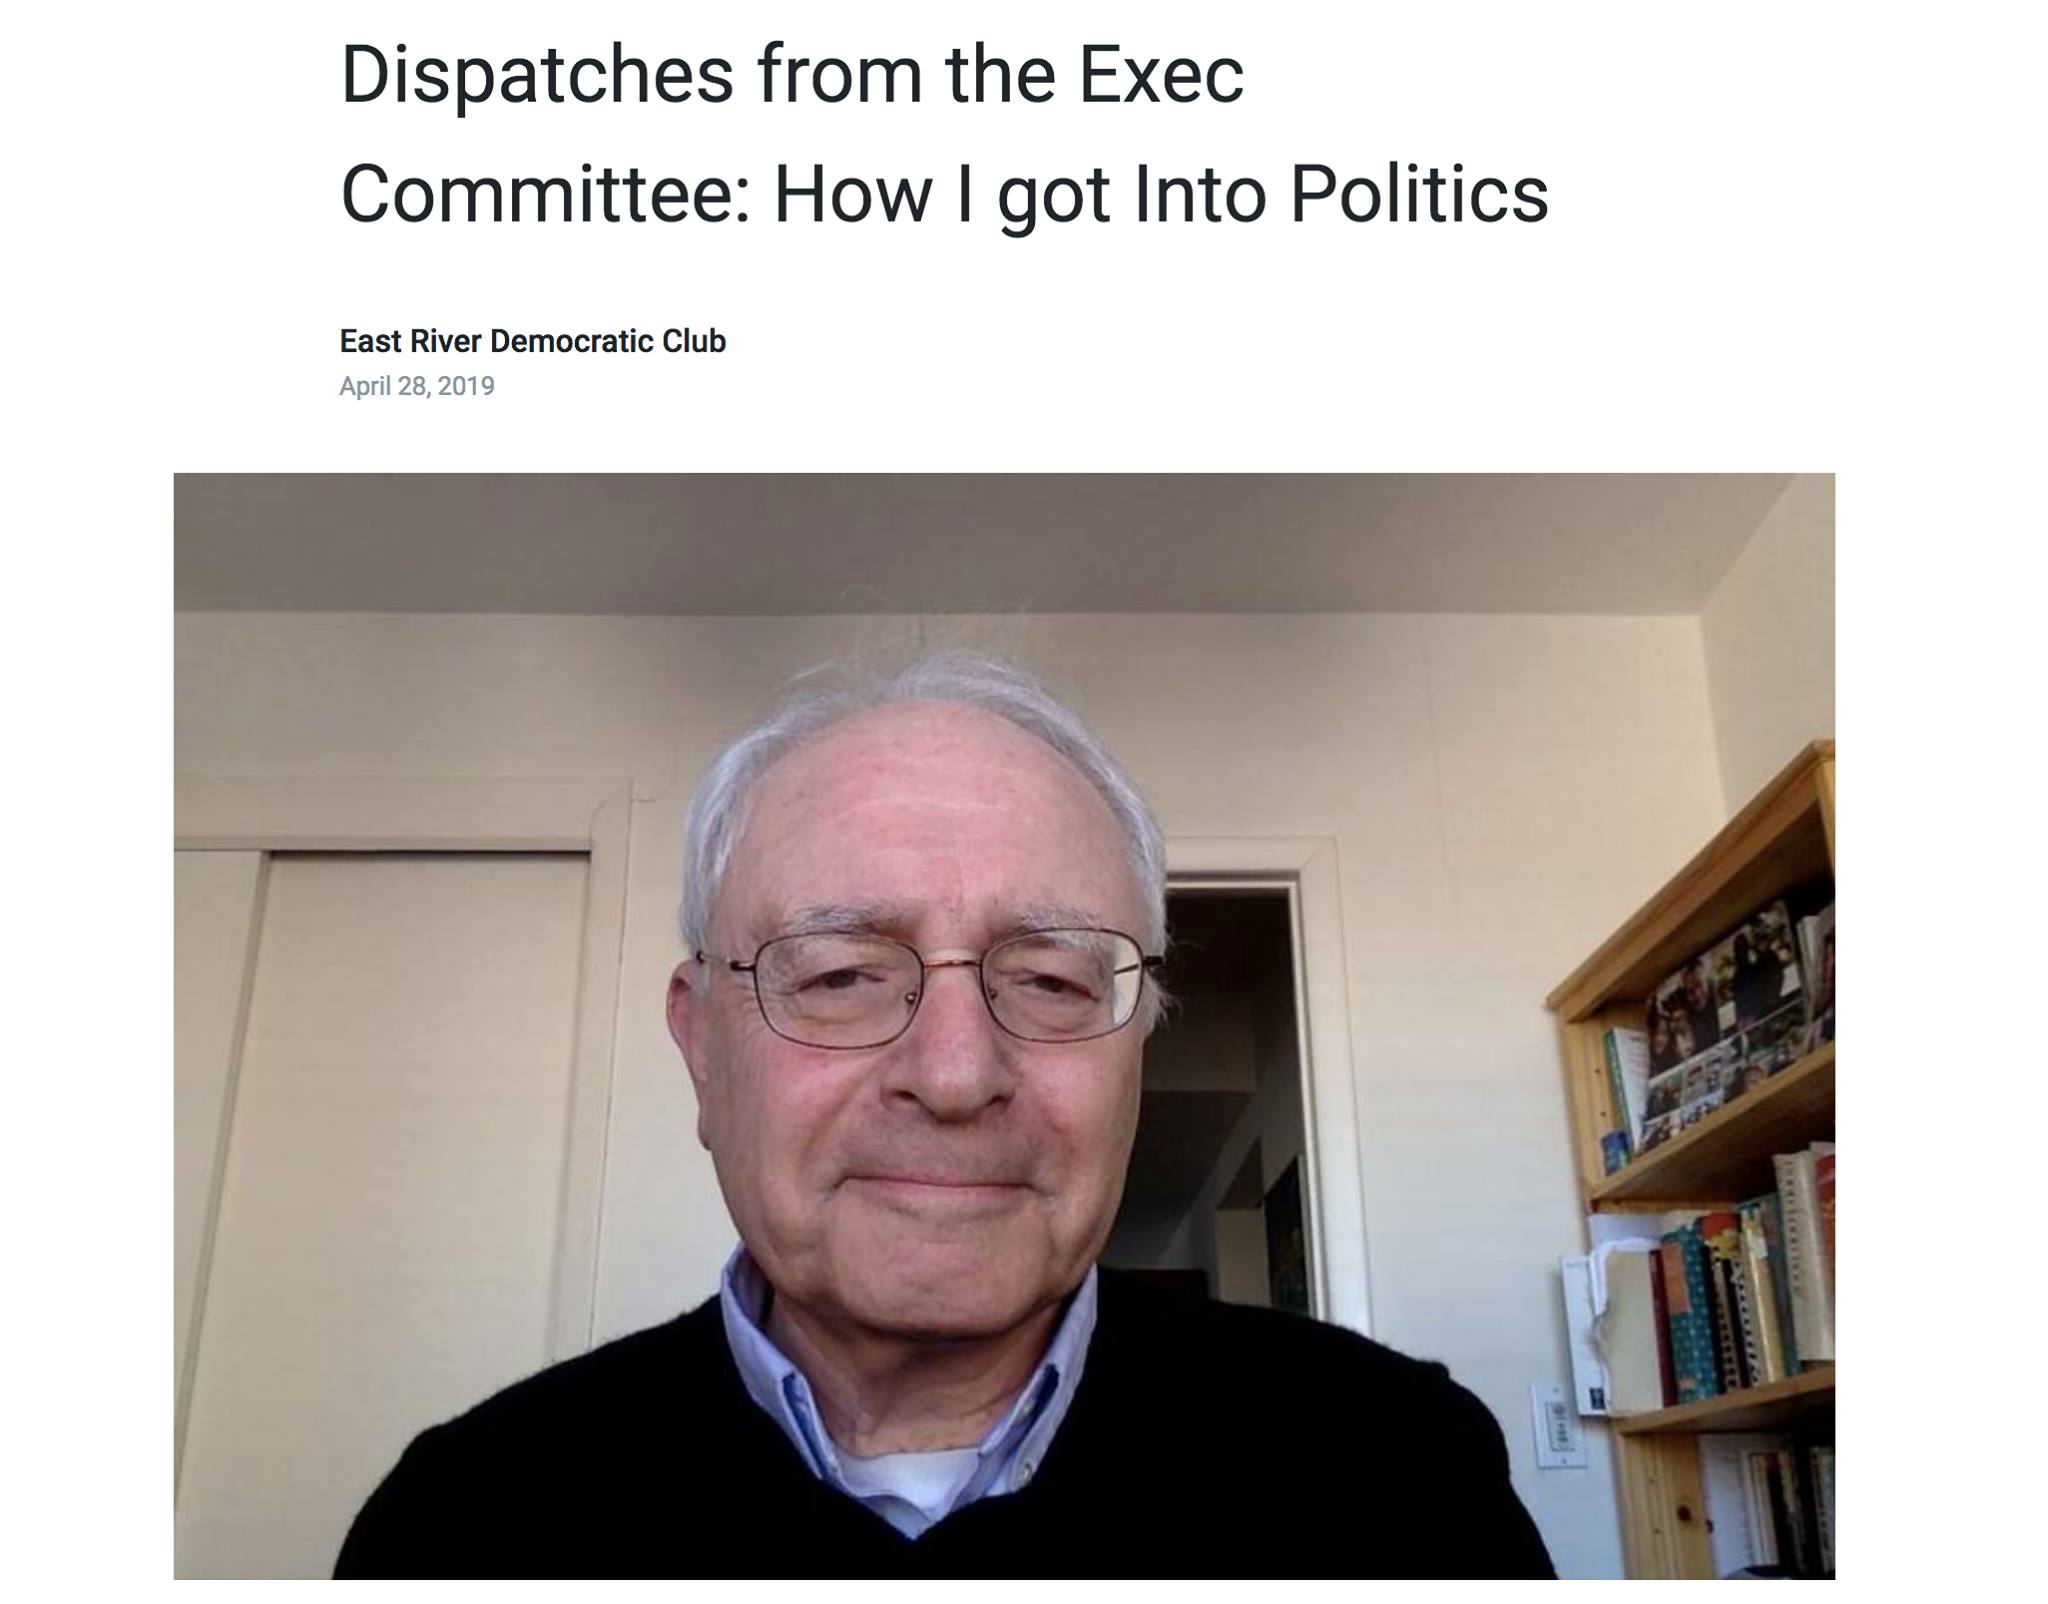 Dispatches from the Exec
Committee: How I got Into Politics
East River Democratic Club
April 28, 2019